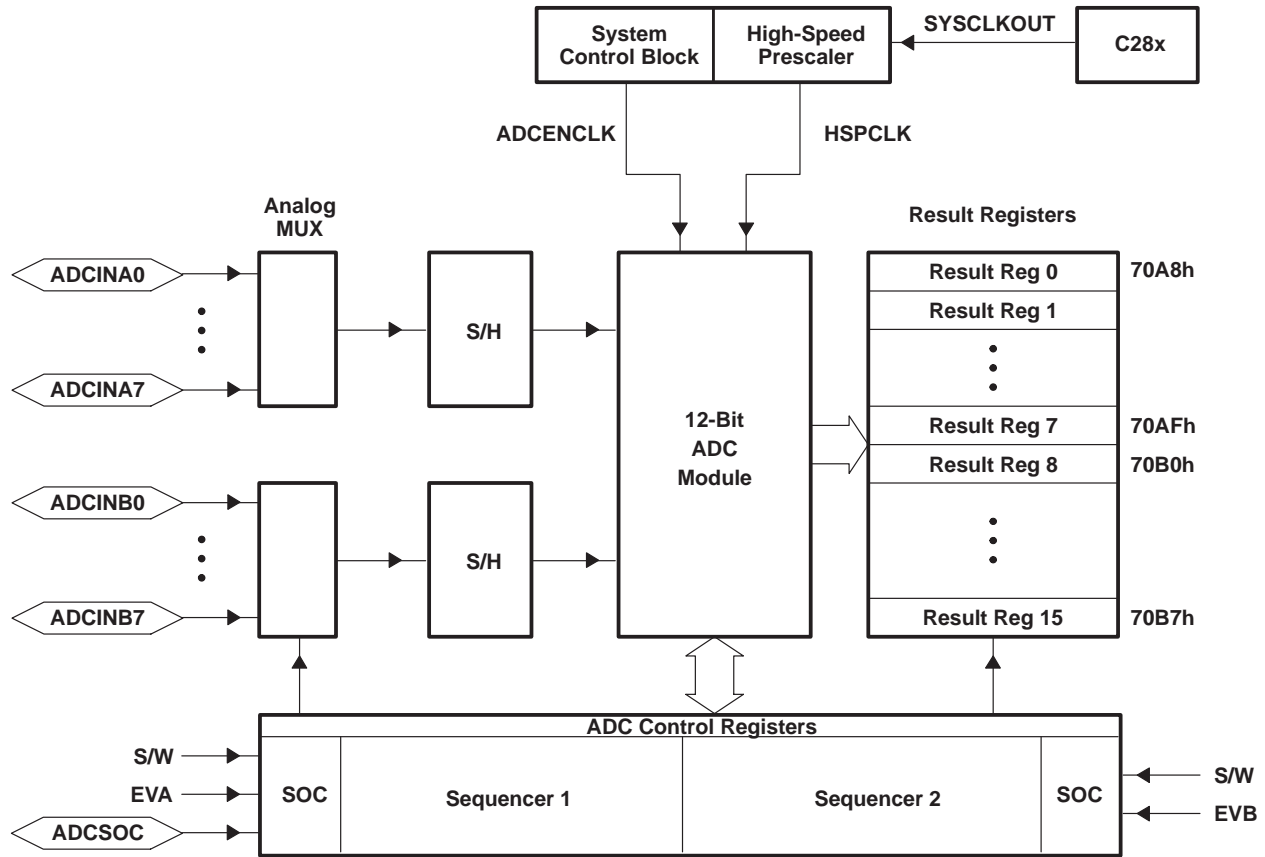 System
Control Block
High-Speed
Prescaler
SYSCLKOUT
C28x
ADCENCLK
HSPCLK
Analog
MUX
Result Registers
ADCINA0
S/H
Result Reg 0
70A8h
Result Reg 1
ADCINA7
12-Bit
ADC
Module
Result Reg 7
70AFh
Result Reg 8
70B0h
ADCINB0
S/H
ADCINB7
Result Reg 15
70B7h
ADC Control Registers
S/W
EVA
ADCSOC
SOC
Sequencer 1
Sequencer 2
SOC
S/W
EVB